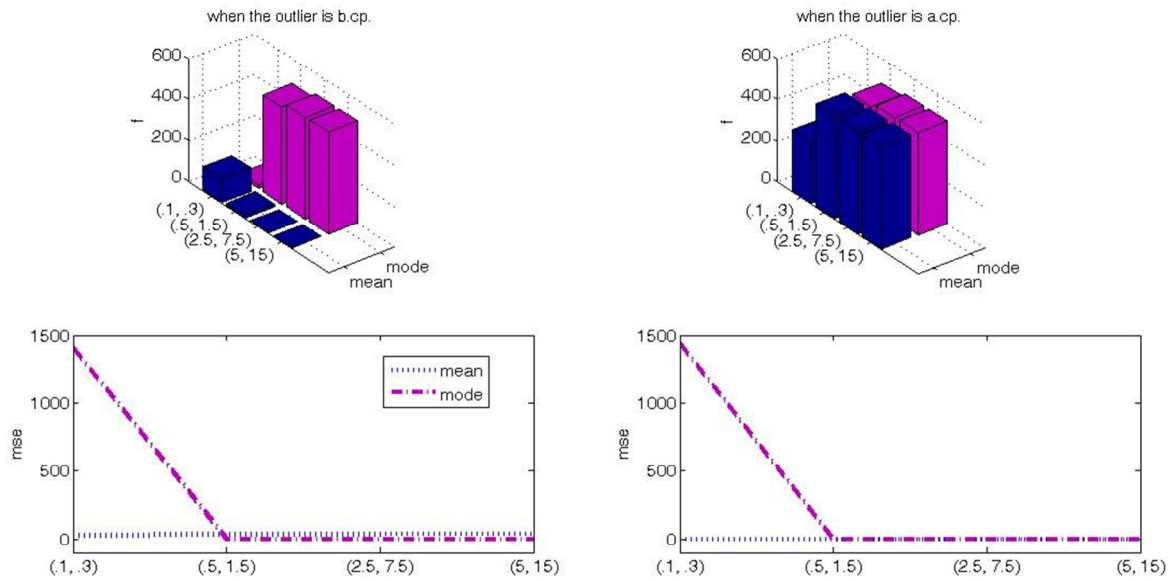 when the outlier is b.cp.
600
400
200
0
f
(.1, .3)
(.5, 1.5)
(2.5, 7.5)
(5, 15)
mode
mean
when the outlier is a.cp.
600
400
200
0
f
(.1, .3)
(.5, 1.5)
(2.5, 7.5)
(5, 15)
mode
mean
1500
1000
500
0
mse
mean
mode
(.1, .3)
(.5, 1.5)
(2.5, 7.5)
(5, 15)
1500
1000
500
0
mse
(.1, .3)
(.5, 1.5)
(2.5, 7.5)
(5, 15)